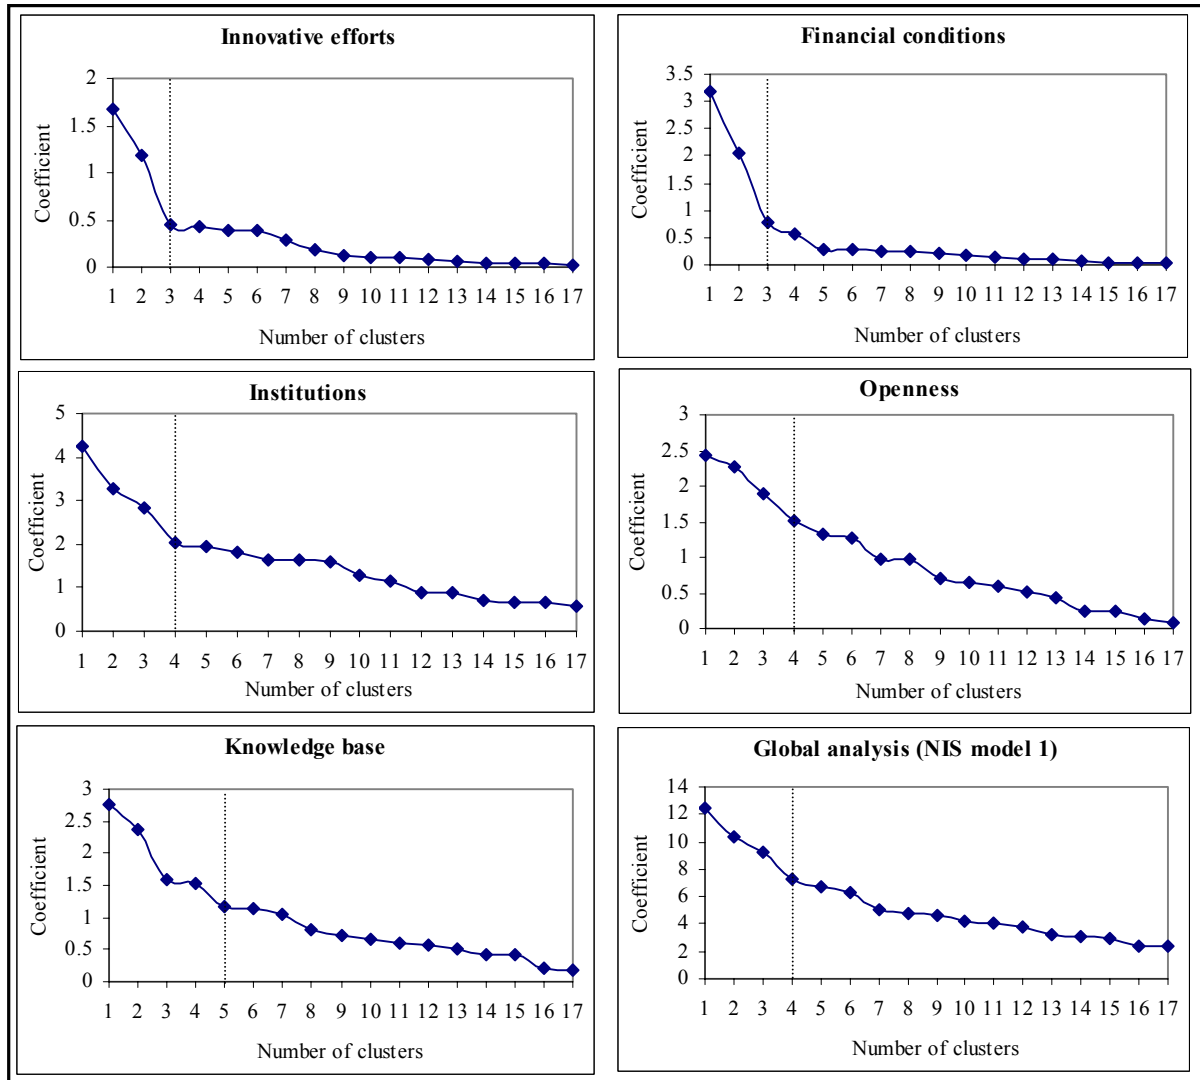 Innovative efforts
2
1.5
1
0.5
0
Coefficient
1 2 3 4 5 6 7 8 9 10 11 12 13 14 15 16 17
Number of clusters
Financial conditions
3.5
3
2.5
2
1.5
1
0.5
0
Coefficient
1 2 3 4 5 6 7 8 9 10 11 12 13 14 15 16 17
Number of clusters
Institutions
5
4
3
2
1
0
Coefficient
1 2 3 4 5 6 7 8 9 10 11 12 13 14 15 16 17
Number of clusters
Openness
3
2.5
2
1.5
1
0.5
0
Coefficient
1 2 3 4 5 6 7 8 9 10 11 12 13 14 15 16 17
Number of clusters
Knowledge base
3
2.5
2
1.5
1
0.5
0
Coefficient
1 2 3 4 5 6 7 8 9 10 11 12 13 14 15 16 17
Number of clusters
Global analysis (NIS model 1)
14
12
10
8
6
4
2
0
Coefficient
1 2 3 4 5 6 7 8 9 10 11 12 13 14 15 16 17
Number of clusters